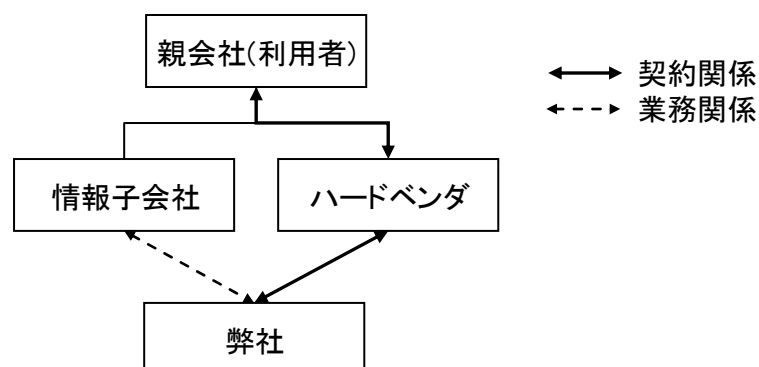 親会社(利用者)
契約関係
業務関係
情報子会社
ハードベンダ
弊社